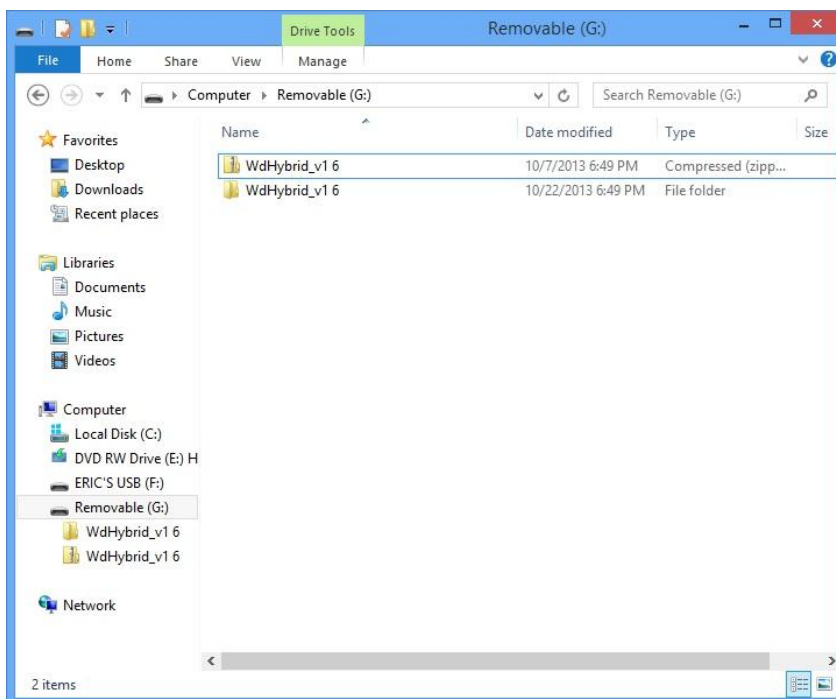 Drive Tools
Removable (G:)
File Home Share View Manage
Computer Removable (G:)
Search Removable (G:)
Name Date modified Type Size
WdHybrid_v1 6 10/7/2013 6:49 PM Compressed (zipp...
WdHybrid_v1 6 10/22/2013 6:49 PM File folder
Favorites
Desktop
Downloads
Recent places
Libraries
Documents
Music
Pictures
Videos
Computer
Local Disk (C:)
DVD RW Drive (E:) H
ERIC'S USB (F:)
Removable (G:)
WdHybrid_v1 6
WdHybrid_v1 6
Network
2 items